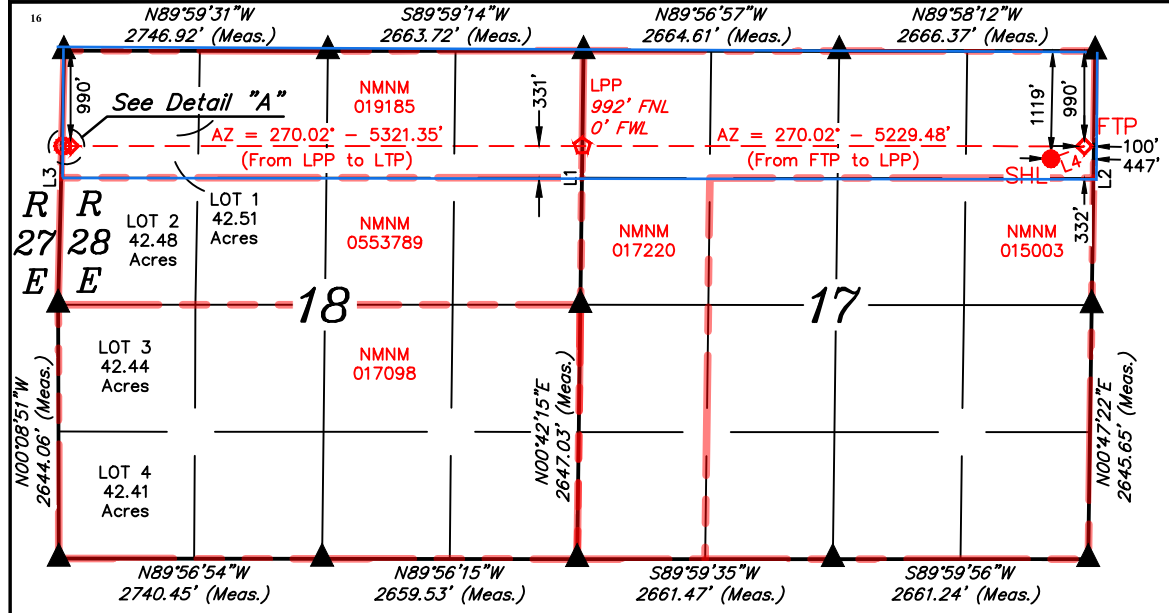 16
N89°59'31"W
2746.92' (Meas.)
S89°59'14"W
2663.72' (Meas.)
N89°56'57"W
2664.61' (Meas.)
N89°58'12"W
2666.37' (Meas.)
990'
See Detail "A"
NMNM
019185
331'
LPP
992' FNL
0' FWL
1119'
990'
FTP
AZ = 270.02° - 5321.35'
(From LPP to LTP)
AZ = 270.02° - 5229.48'
(From FTP to LPP)
100'
447'
L4
SHL
L3
L1
L2
R
27
E
R
28
E
LOT 1
42.51
Acres
LOT 2
42.48
Acres
NMNM
0553789
NMNM
017220
NMNM
015003
332'
18
17
LOT 3
42.44
Acres
NMNM
017098
N00°08'51"W
2644.06' (Meas.)
N00°42'15"E
2647.03' (Meas.)
N00°47'22"E
2645.65' (Meas.)
LOT 4
42.41
Acres
N89°56'54"W
2740.45' (Meas.)
N89°56'15"W
2659.53' (Meas.)
S89°59'35"W
2661.47' (Meas.)
S89°59'56"W
2661.24' (Meas.)